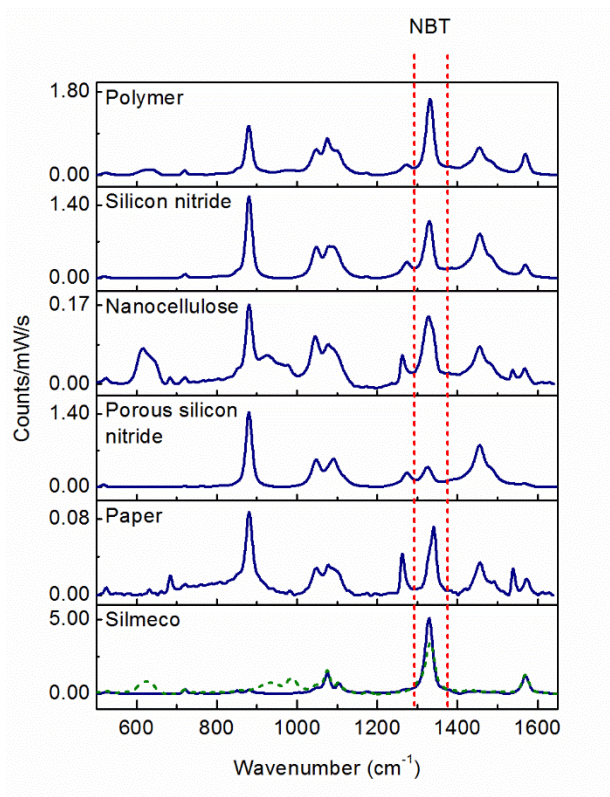 NBT
1.80
Polymer
0.00
Silicon nitride
1.40
0.00
Nanocellulose
0.17
0.00
Porous silicon
nitride
1.40
0.00
Paper
0.08
0.00
Silmeco
5.00
0.00
Counts/mW/s
600 800 1000 1200 1400 1600
Wavenumber (cm⁻¹)